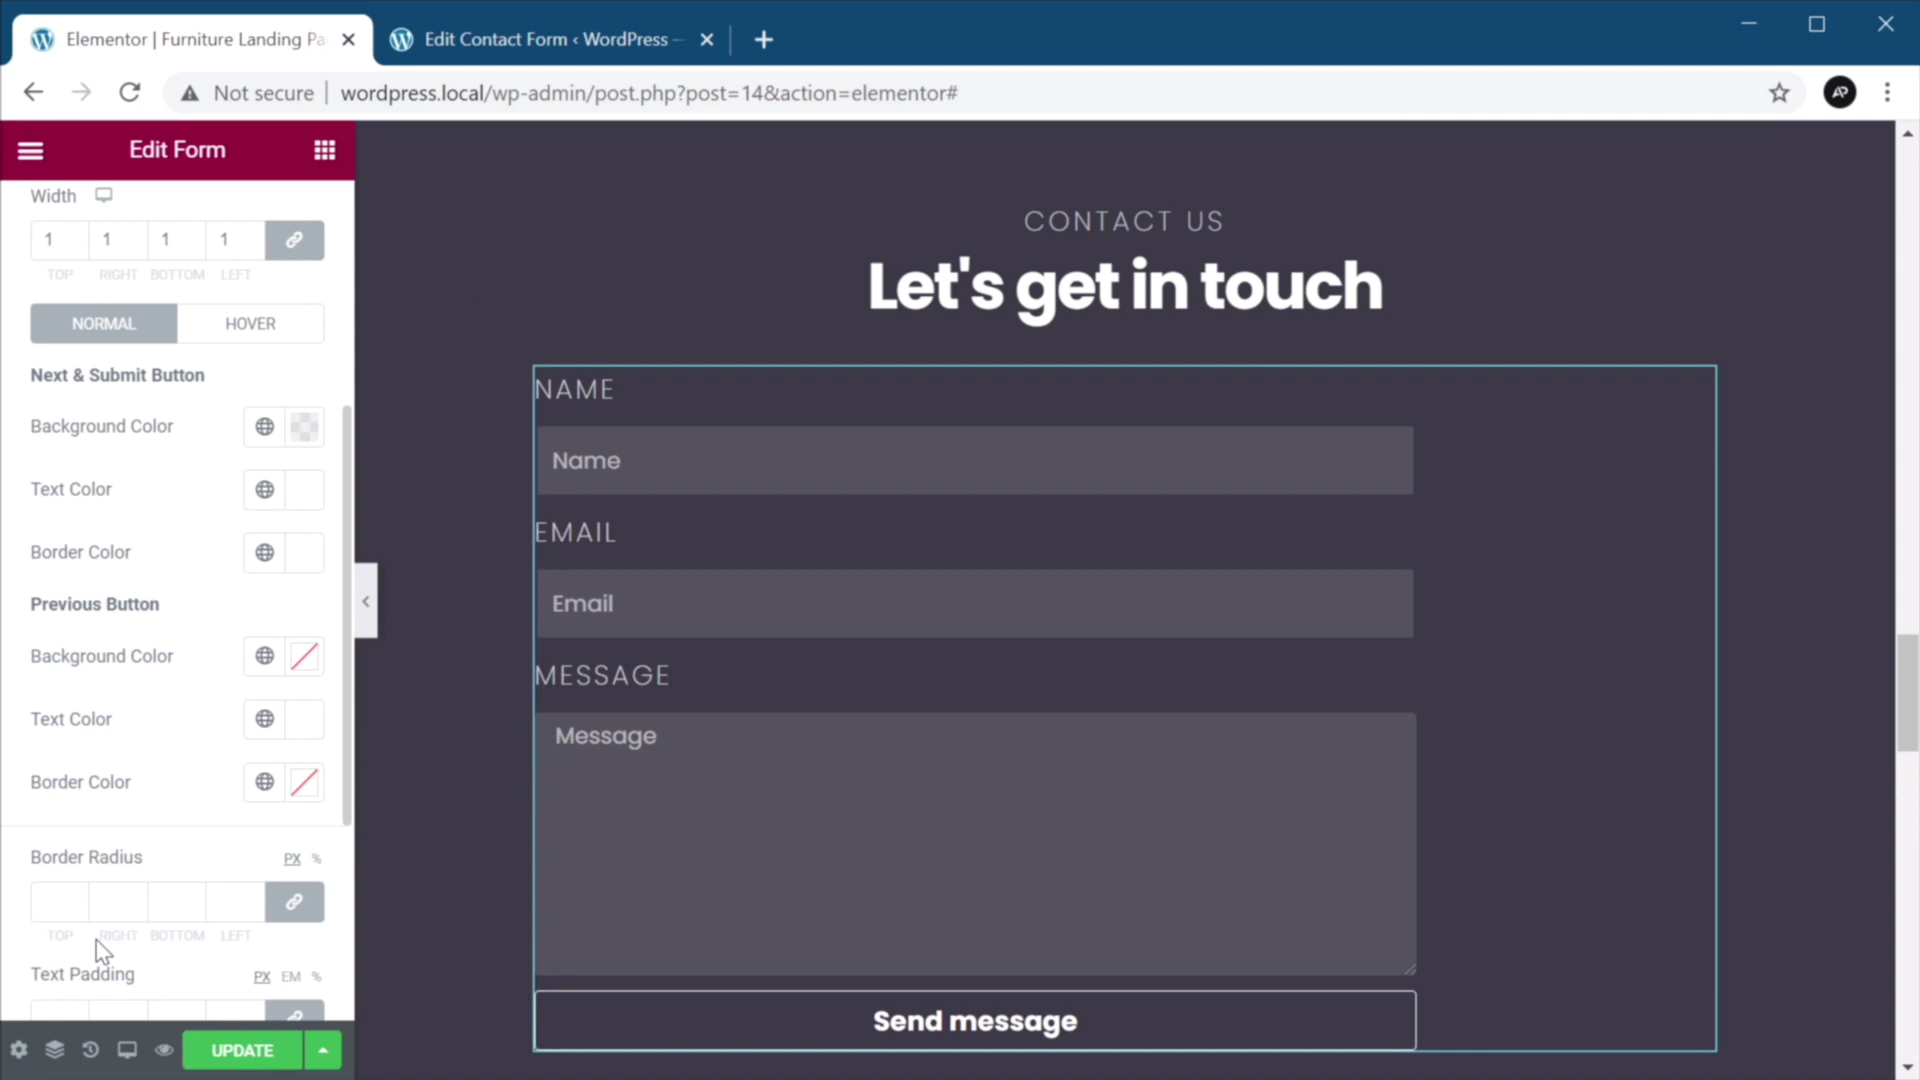 Elementor | Furniture Landing Pa
Edit Contact Form ‹ WordPress —
Not secure
wordpress.local/wp-admin/post.php?post=14&action=elementor#
AP
Edit Form
Width
1 1 1 1
TOP RIGHT BOTTOM LEFT
NORMAL HOVER
Next & Submit Button
Background Color
Text Color
Border Color
Previous Button
Background Color
Text Color
Border Color
Border Radius PX %
TOP RIGHT BOTTOM LEFT
Text Padding PX EM %
UPDATE
CONTACT US
Let's get in touch
NAME
Name
EMAIL
Email
MESSAGE
Message
Send message